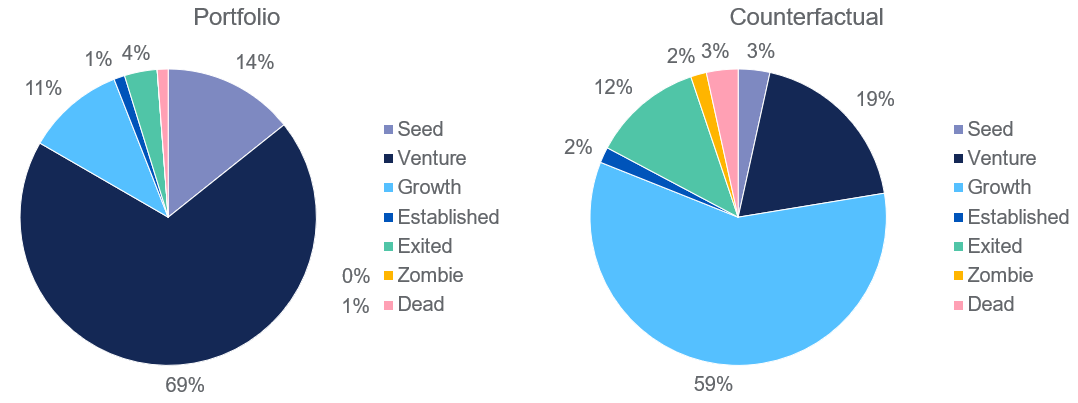 Portfolio
1%
4%
14%
11%
0%
1%
69%
Seed
Venture
Growth
Established
Exited
Zombie
Dead
Counterfactual
2%
3%
3%
12%
19%
2%
59%
Seed
Venture
Growth
Established
Exited
Zombie
Dead